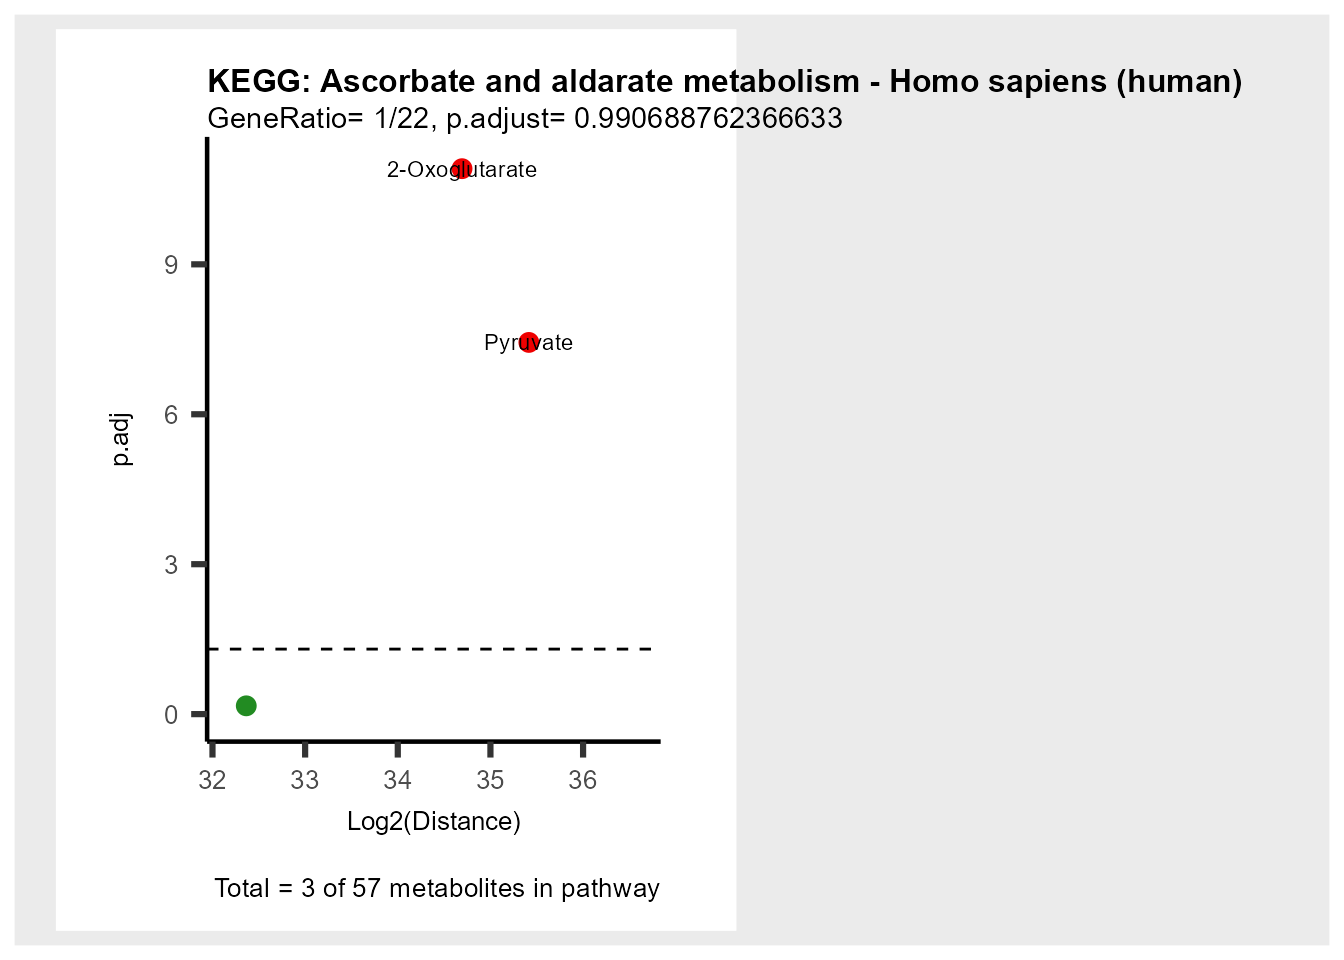 KEGG: Ascorbate and aldarate metabolism - Homo sapiens (human)
GeneRatio= 1/22, p.adjust= 0.990688762366633
2-Oxoglutarate
9
Pyruvate
6
p.adj
3
0
32 33 34 35 36
Log2(Distance)
Total = 3 of 57 metabolites in pathway